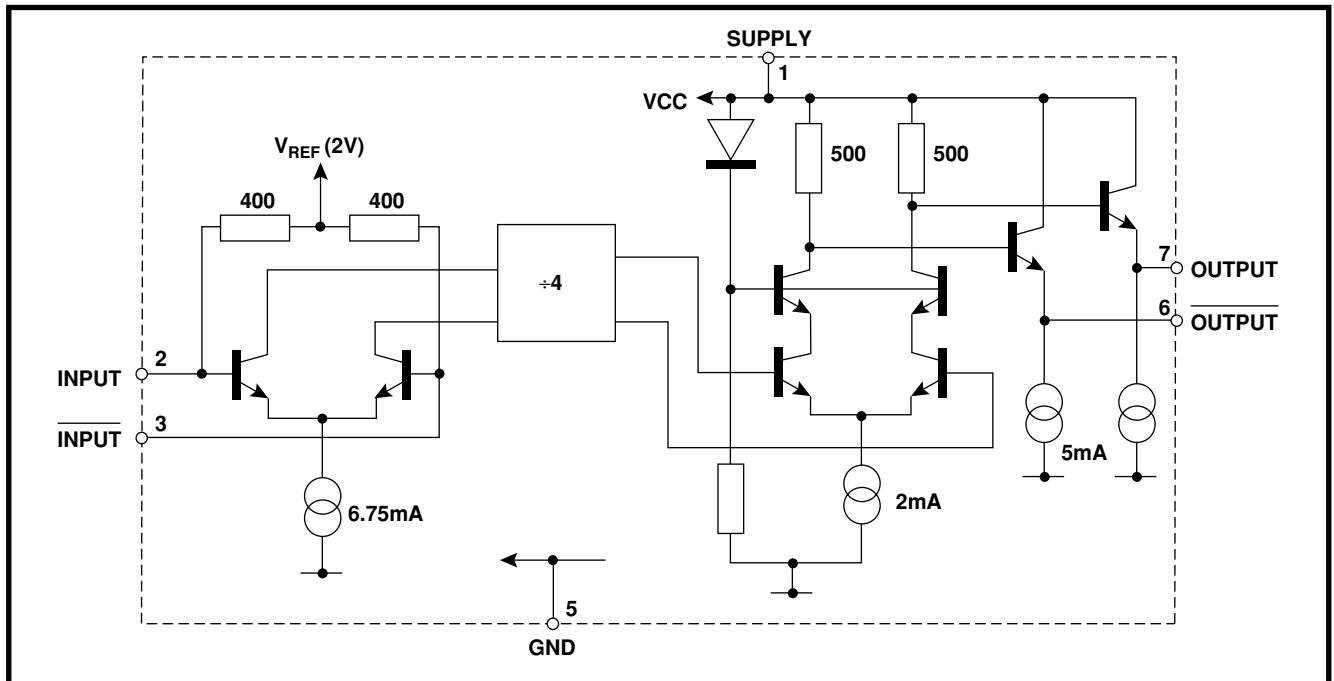 SUPPLY
1
VCC
VREF (2V)
500
500
400
400
÷4
7
OUTPUT
6
OUTPUT
2
INPUT
3
INPUT
5mA
6.75mA
2mA
5
GND